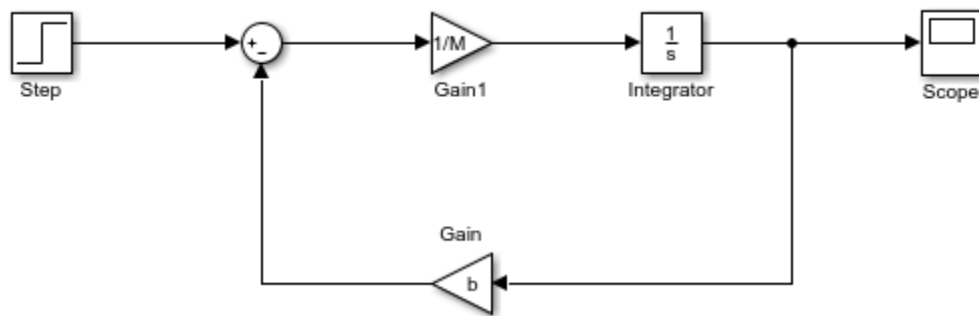 +
-
1/M
1
s
Step
Gain1
Integrator
Scope
Gain
b